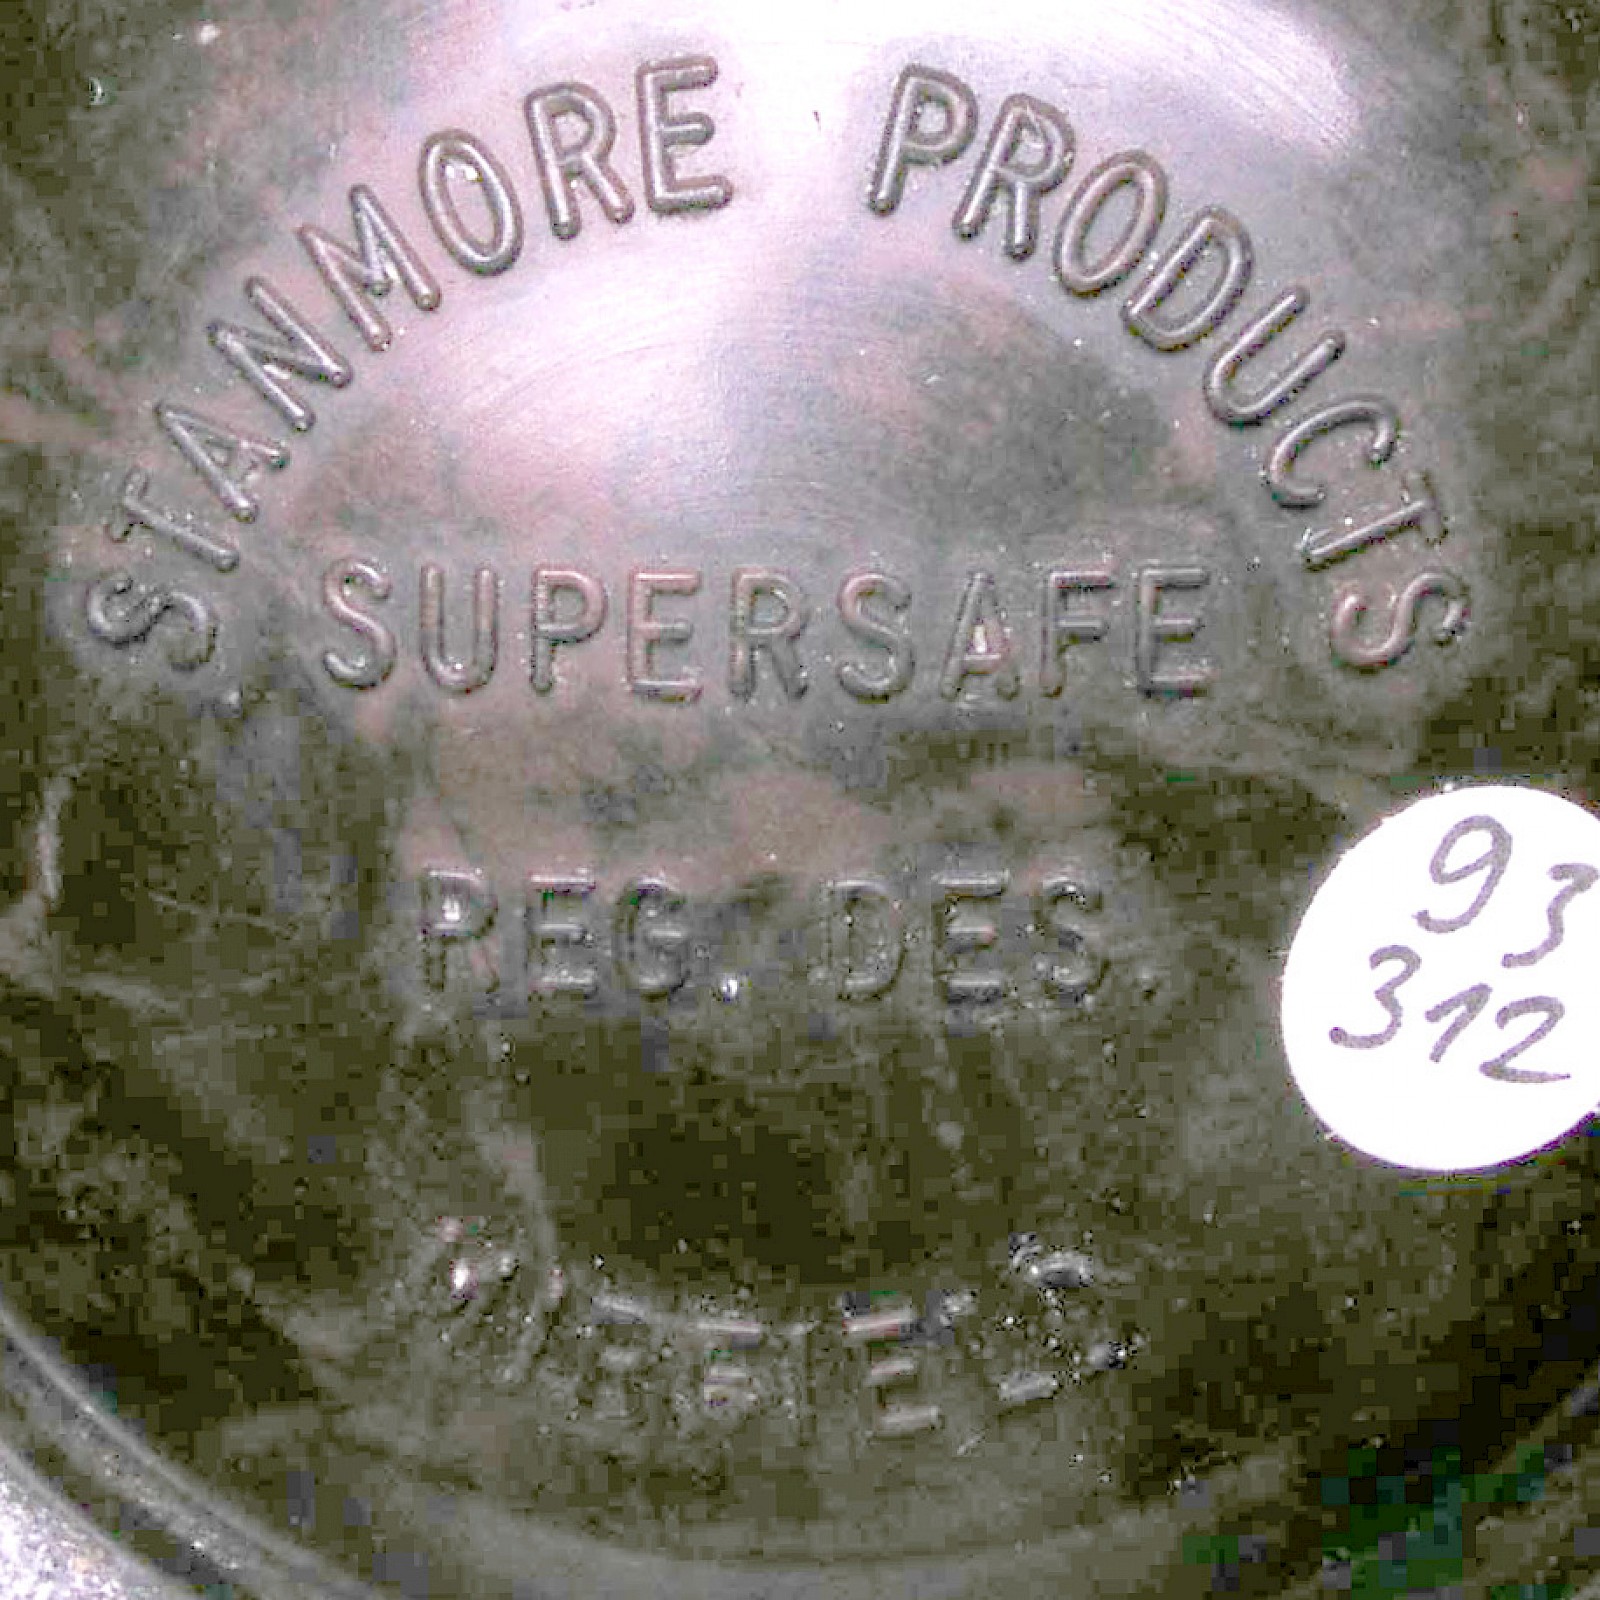 STANMORE PRODUCTS
SUPERSAFE
REG. DES.
93
312